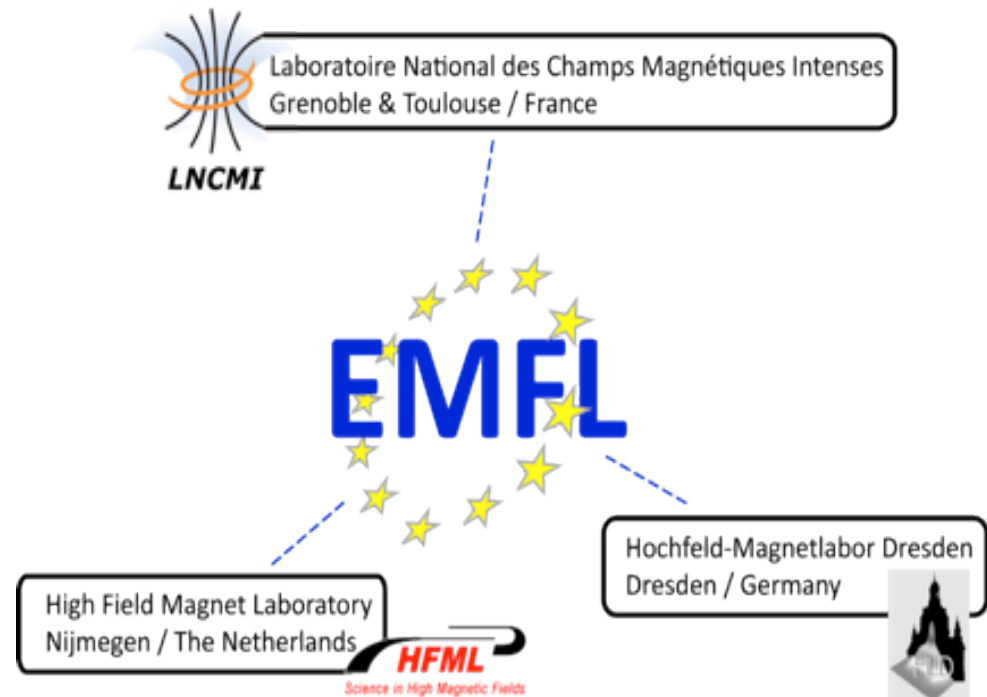 Laboratoire National des Champs Magnétiques Intenses
Grenoble & Toulouse / France
LNCMI
EMFL
Hochfeld-Magnetlabor Dresden
Dresden / Germany
High Field Magnet Laboratory
Nijmegen / The Netherlands
HFML
Science in High Magnetic Fields